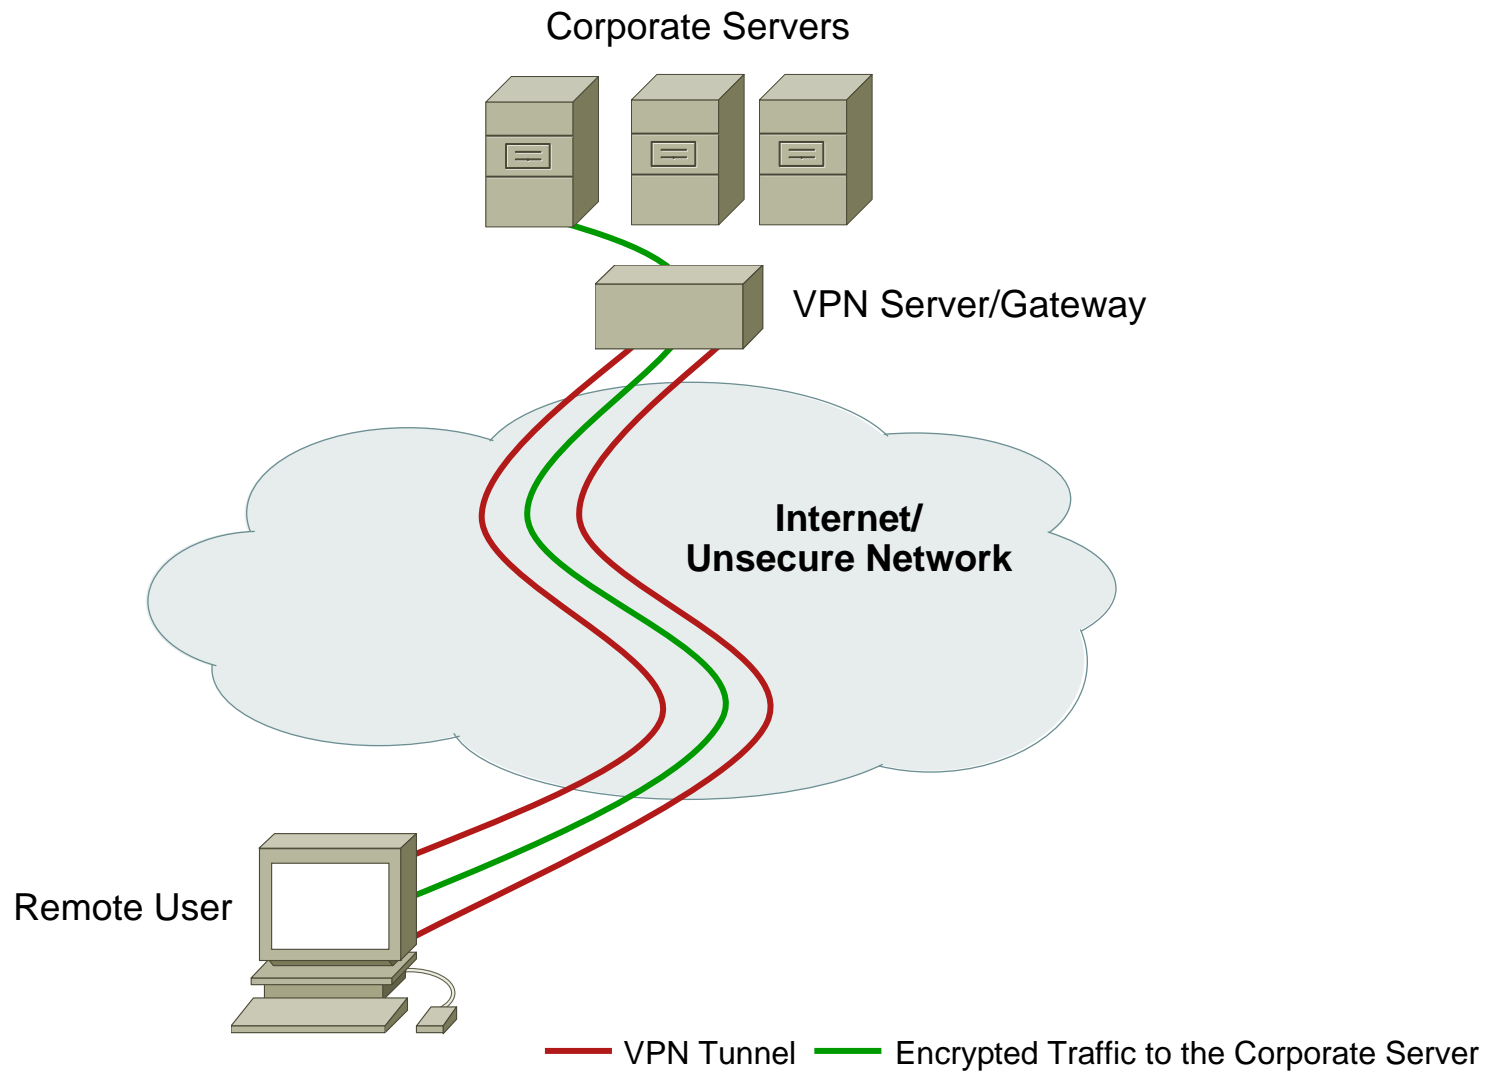 Corporate Servers
VPN Server/Gateway
Internet/
Unsecure Network
Remote User
VPN Tunnel
Encrypted Traffic to the Corporate Server